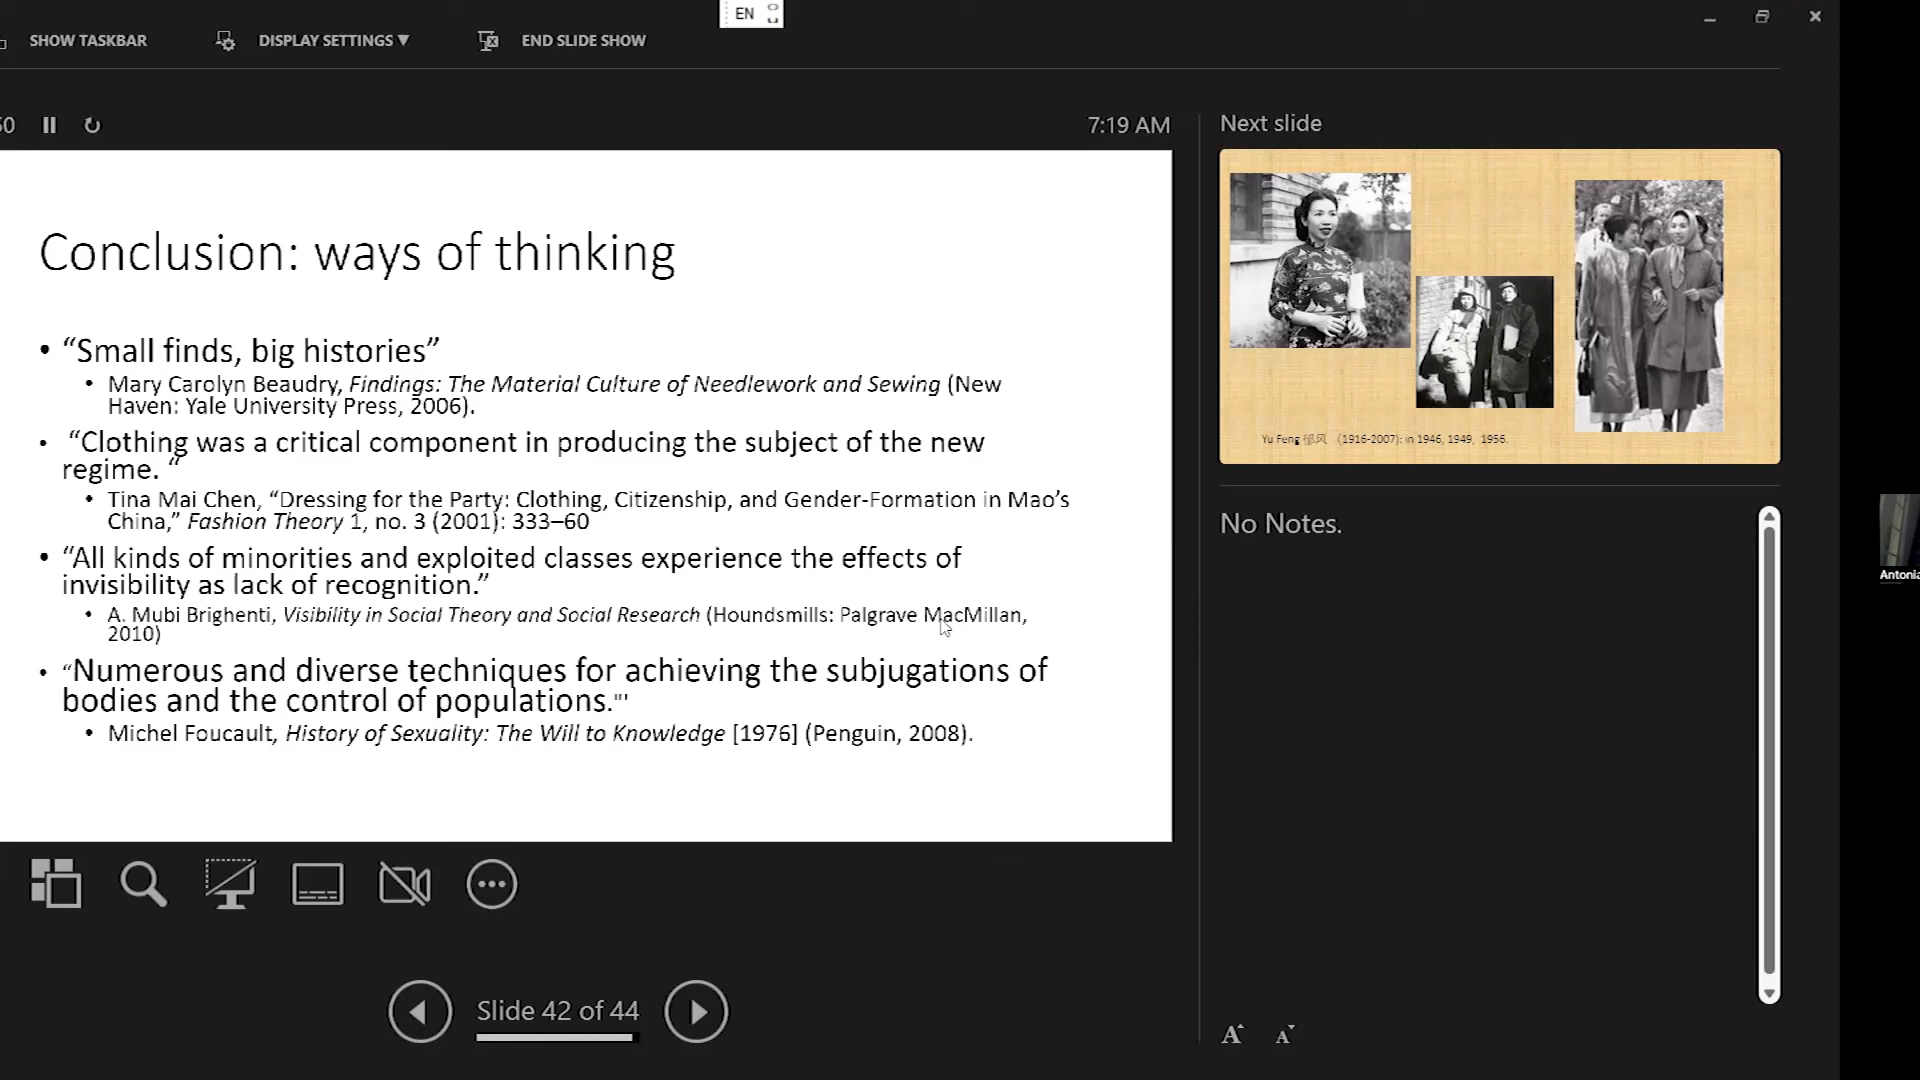 EN
SHOW TASKBAR
DISPLAY SETTINGS ▼
END SLIDE SHOW
7:19 AM
Next slide
Conclusion: ways of thinking
• “Small finds, big histories”
• Mary Carolyn Beaudry, Findings: The Material Culture of Needlework and Sewing (New
Haven: Yale University Press, 2006).
• “Clothing was a critical component in producing the subject of the new
regime. “
• Tina Mai Chen, “Dressing for the Party: Clothing, Citizenship, and Gender-Formation in Mao’s
China,” Fashion Theory 1, no. 3 (2001): 333–60
• “All kinds of minorities and exploited classes experience the effects of
invisibility as lack of recognition.”
• A. Mubi Brighenti, Visibility in Social Theory and Social Research (Houndsmills: Palgrave MacMillan,
2010)
• “Numerous and diverse techniques for achieving the subjugations of
bodies and the control of populations."'
• Michel Foucault, History of Sexuality: The Will to Knowledge [1976] (Penguin, 2008).
Yu Feng 郁风 (1916-2007): in 1946, 1949, 1956.
No Notes.
Antonia
Slide 42 of 44
A A